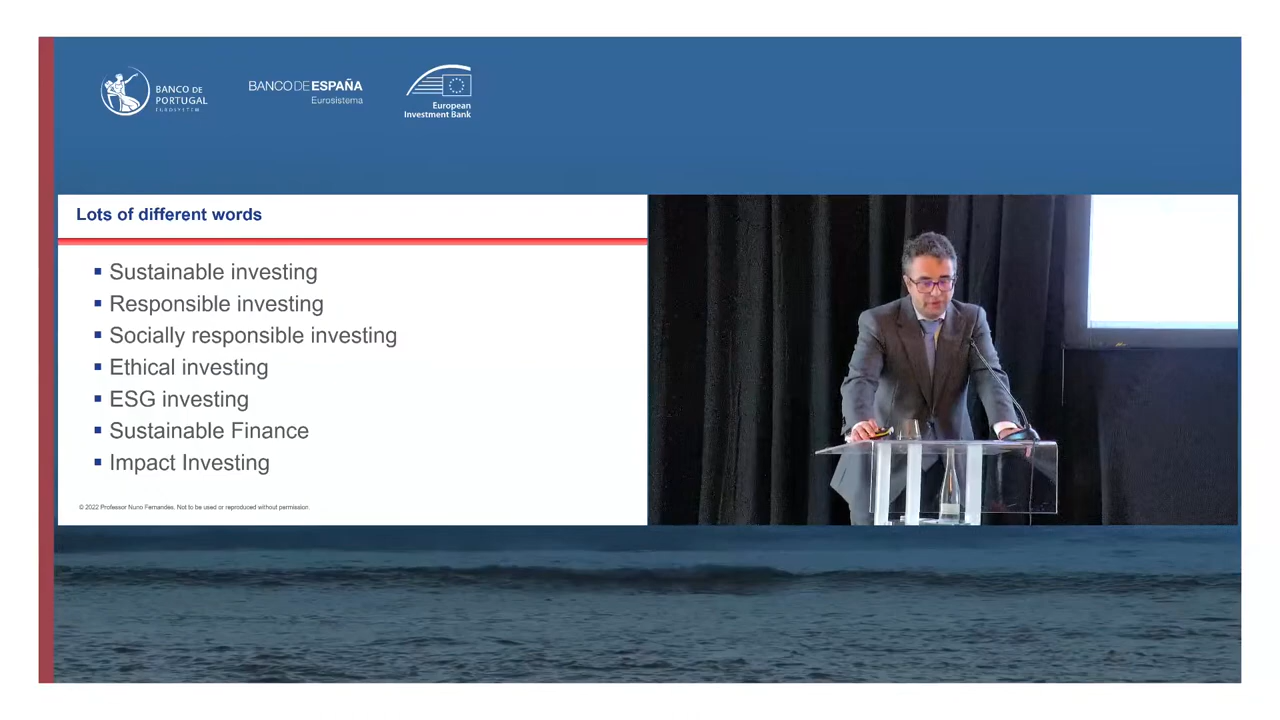 BANCO DE
PORTUGAL
EUROSISTEMA
BANCO DE ESPAÑA
Eurosistema
European
Investment Bank
Lots of different words
▪ Sustainable investing
▪ Responsible investing
▪ Socially responsible investing
▪ Ethical investing
▪ ESG investing
▪ Sustainable Finance
▪ Impact Investing
© 2022 Professor Nuno Fernandes. Not to be used or reproduced without permission.